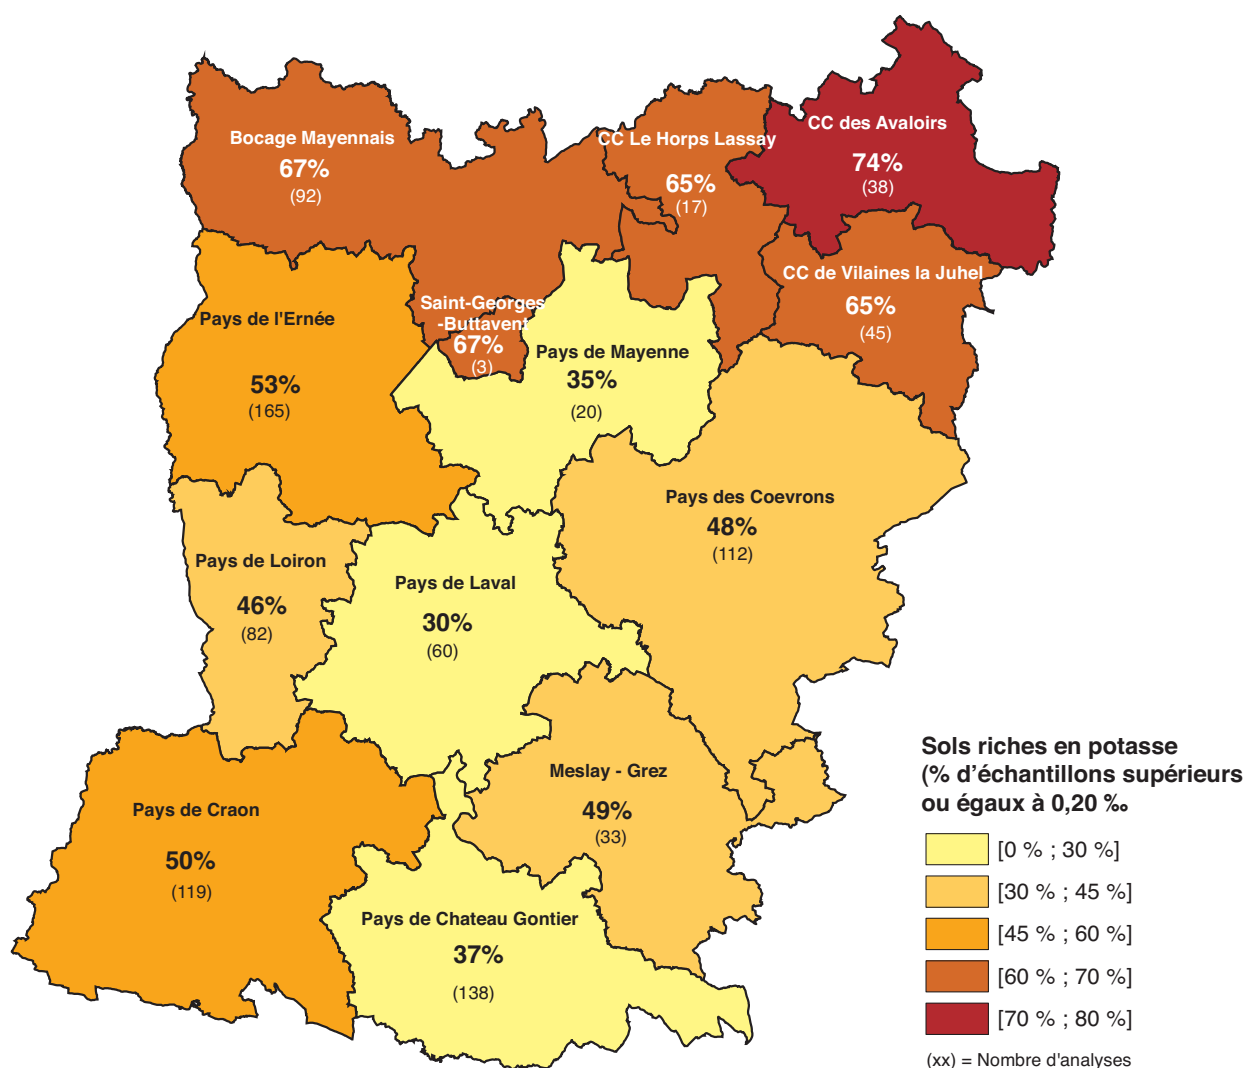 Bocage Mayennais
67%
(92)
CC Le Horps Lassay
65%
(17)
CC des Avaloirs
74%
(38)
CC de Vilaines la Juhel
65%
(45)
Pays de l'Ernée
53%
(165)
Saint-Georges
-Buttavent
67%
(3)
Pays de Mayenne
35%
(20)
Pays des Coevrons
48%
(112)
Pays de Loiron
46%
(82)
Pays de Laval
30%
(60)
Meslay - Grez
49%
(33)
Pays de Craon
50%
(119)
Pays de Chateau Gontier
37%
(138)
Sols riches en potasse
(% d’échantillons supérieurs
ou égaux à 0,20 ‰
[0 % ; 30 %]
[30 % ; 45 %]
[45 % ; 60 %]
[60 % ; 70 %]
[70 % ; 80 %]
(xx) = Nombre d'analyses